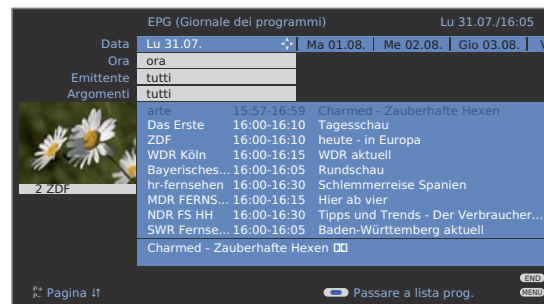 EPG (Giornale dei programmi) Lu 31.07./16:05
Data Lu 31.07. Ma 01.08. Me 02.08. Gio 03.08. V
Ora ora
Emittente tutti
Argomenti tutti
arte 15:57-16:59 Charmed - Zauberhafte Hexen
Das Erste 16:00-16:10 Tagesschau
ZDF 16:00-16:10 heute - in Europa
WDR Köln 16:00-16:15 WDR aktuell
Bayerisches... 16:00-16:05 Rundschau
hr-fernsehen 16:00-16:30 Schlemmerreise Spanien
MDR FERNS... 16:00-16:15 Hier ab vier
NDR FS HH 16:00-16:30 Tipps und Trends - Der Verbraucher...
SWR Fernse... 16:00-16:05 Baden-Württemberg aktuell
2 ZDF
Charmed - Zauberhafte Hexen
END
P+ P– Pagina Passare a lista prog. MENU